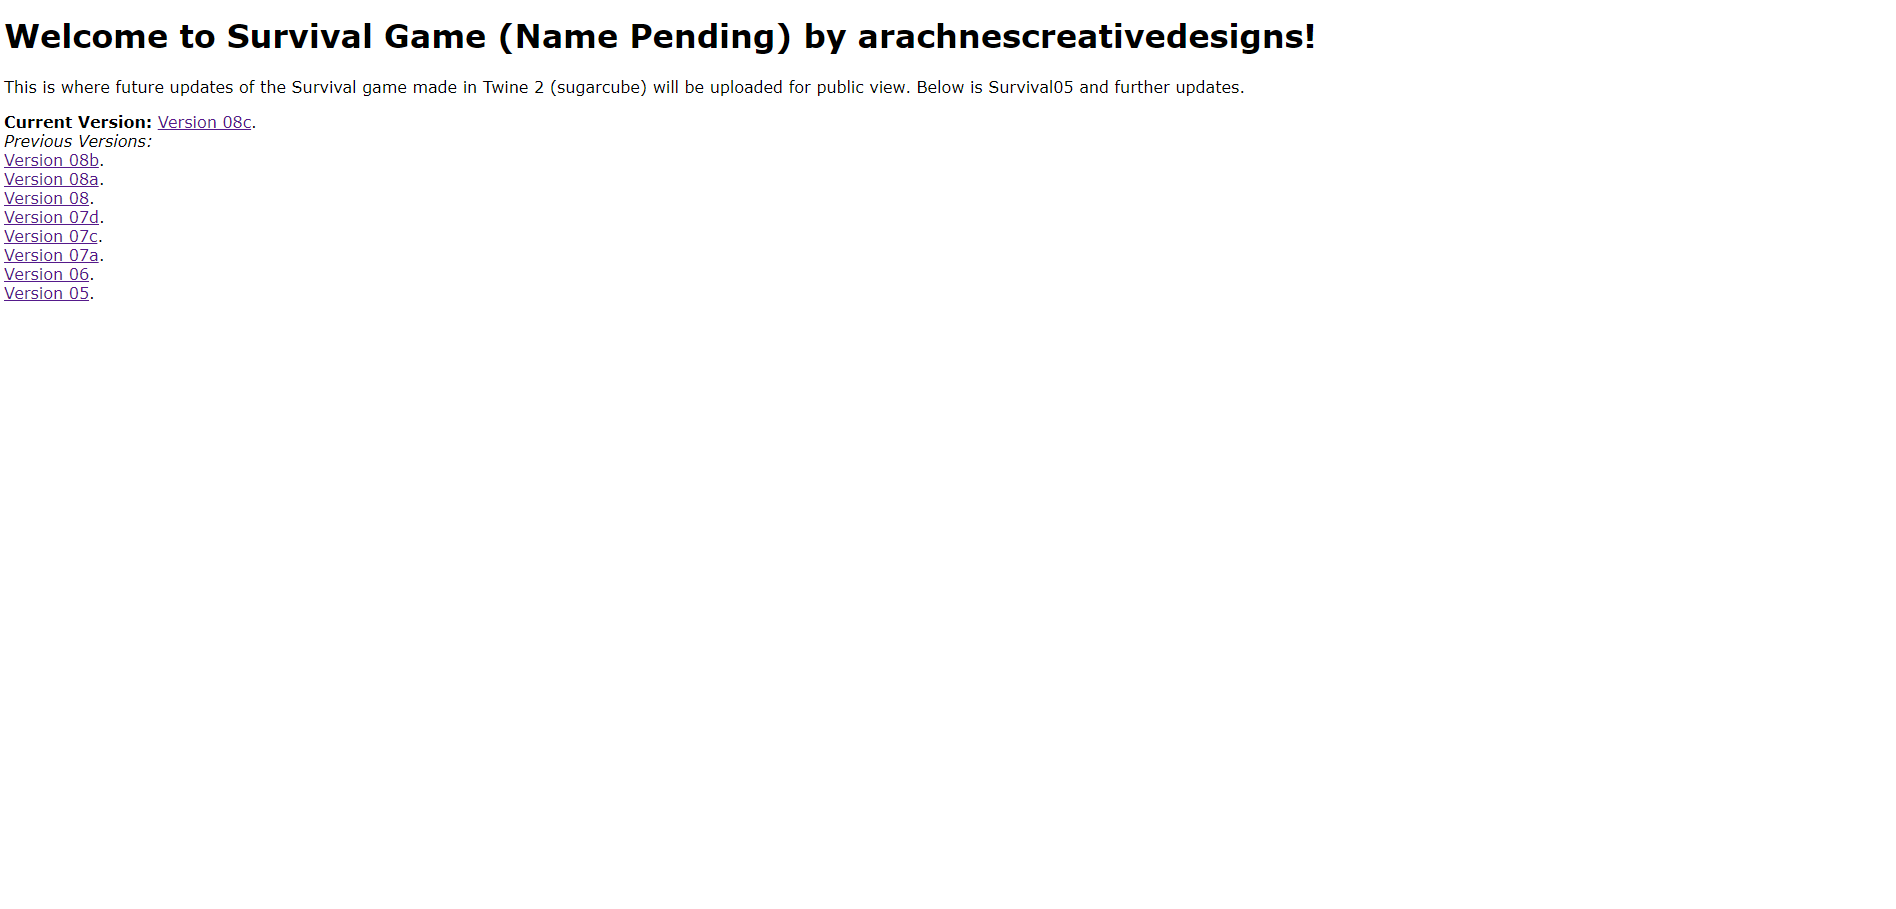 Welcome to Survival Game (Name Pending) by arachnescreativedesigns!
This is where future updates of the Survival game made in Twine 2 (sugarcube) will be uploaded for public view. Below is Survival05 and further updates.
Current Version: Version 08c.
Previous Versions:
Version 08b.
Version 08a.
Version 08.
Version 07d.
Version 07c.
Version 07a.
Version 06.
Version 05.